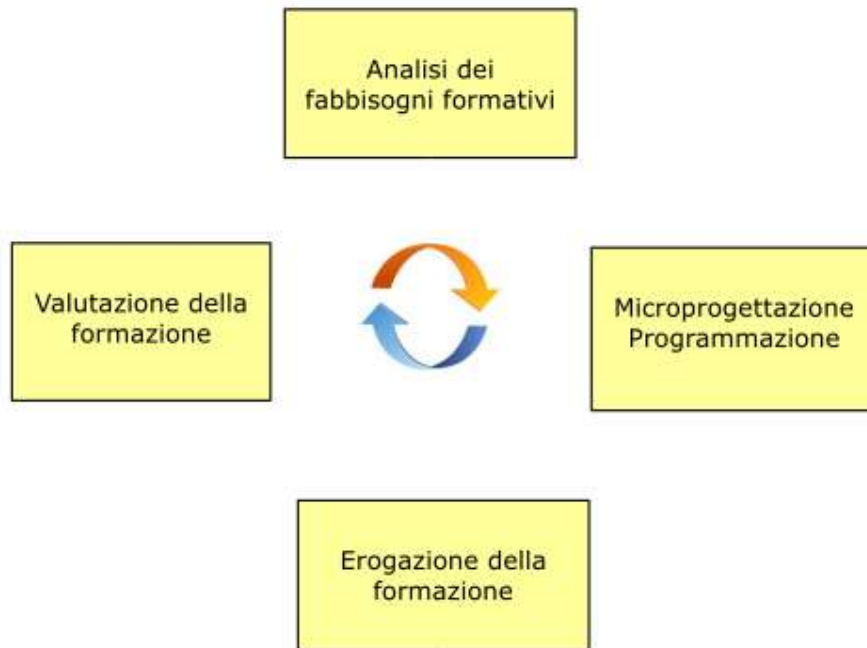 Analisi dei
fabbisogni formativi
Valutazione della
formazione
Microprogettazione
Programmazione
Erogazione della
formazione